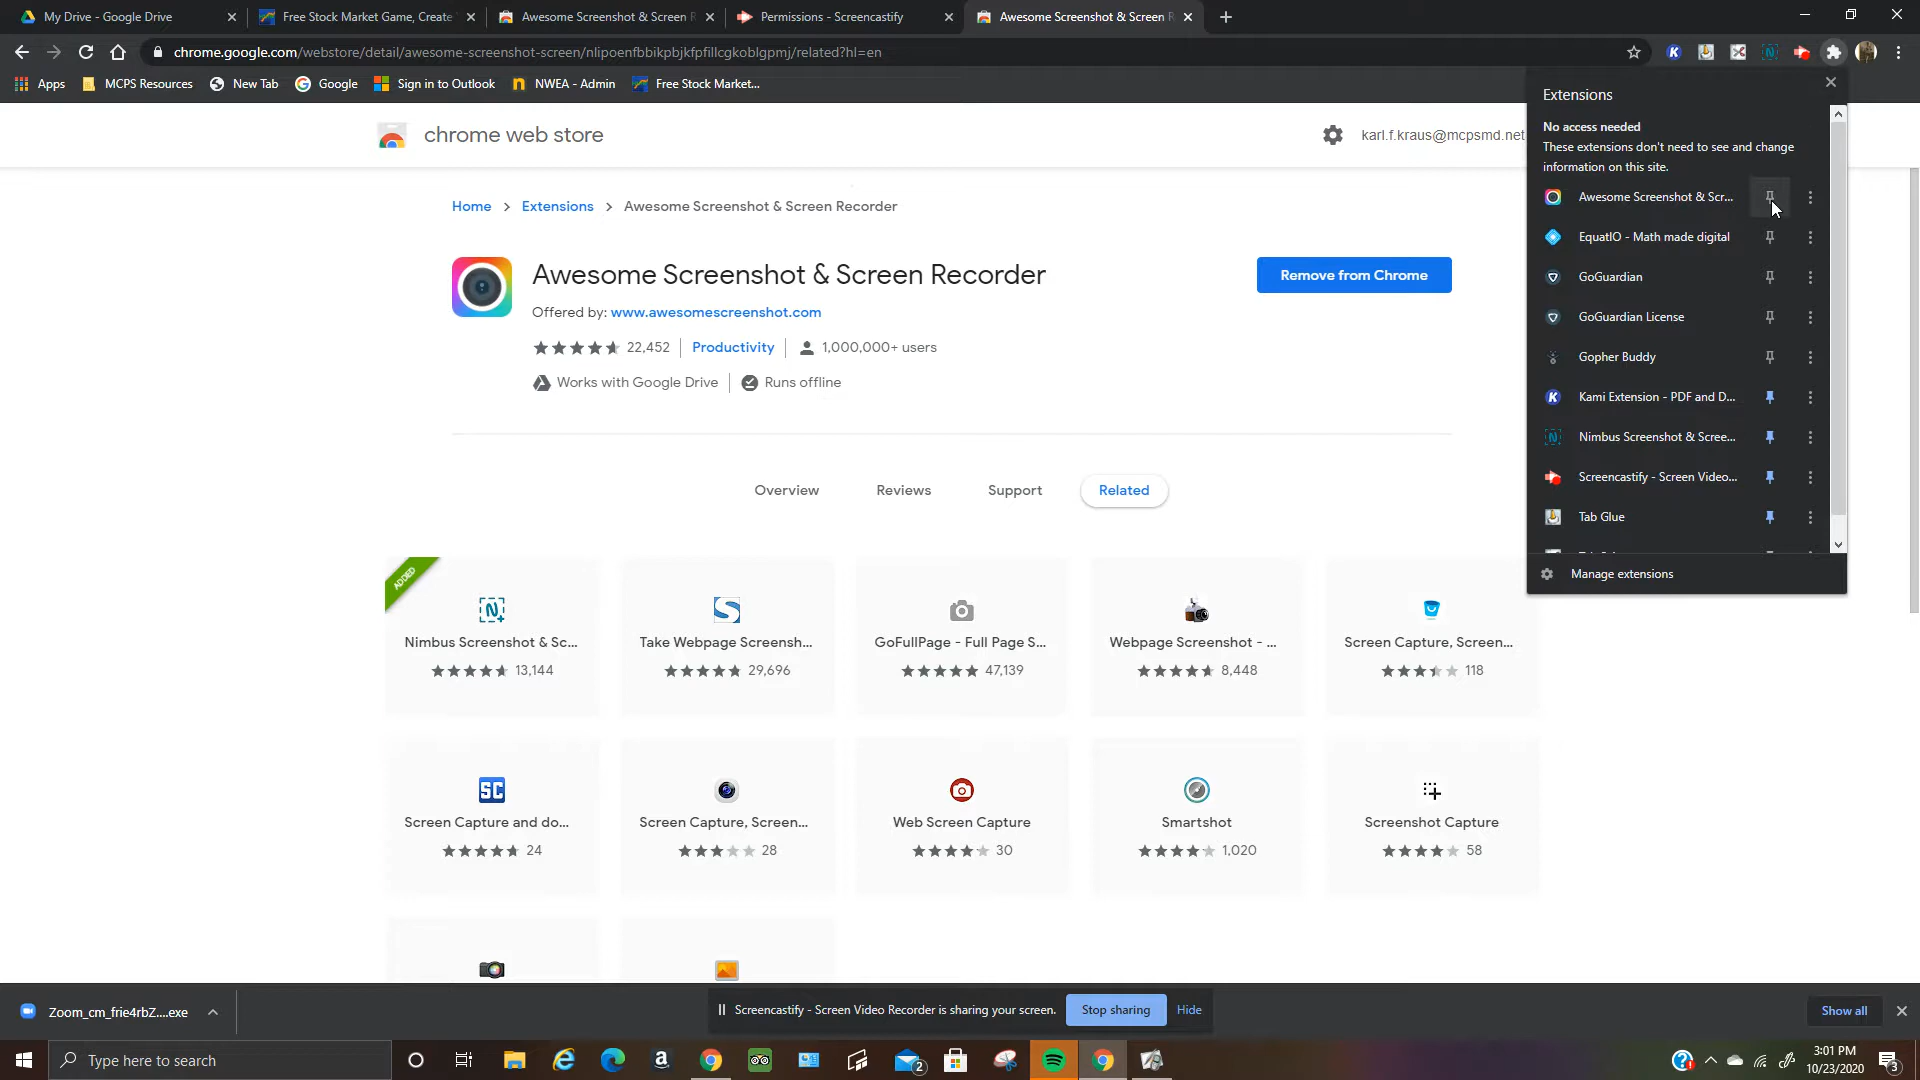 My Drive - Google Drive
Free Stock Market Game, Create
Awesome Screenshot & Screen R
Permissions - Screencastify
Awesome Screenshot & Screen R
chrome.google.com/webstore/detail/awesome-screenshot-screen/nlipoenfbbikpbjkfpfillcgkoblgpmj/related?hl=en
Apps
MCPS Resources
New Tab
Google
Sign in to Outlook
NWEA - Admin
Free Stock Market...
chrome web store
karl.f.kraus@mcpsmd.net
Home > Extensions > Awesome Screenshot & Screen Recorder
Awesome Screenshot & Screen Recorder
Remove from Chrome
Offered by: www.awesomescreenshot.com
22,452
Productivity
1,000,000+ users
Works with Google Drive
Runs offline
Overview
Reviews
Support
Related
ADDED
Nimbus Screenshot & Sc...
13,144
Take Webpage Screensh...
29,696
GoFullPage - Full Page S...
47,139
Webpage Screenshot - ...
8,448
Screen Capture, Screen...
118
SC
Screen Capture and do...
24
Screen Capture, Screen...
28
Web Screen Capture
30
Smartshot
1,020
Screenshot Capture
58
Extensions
No access needed
These extensions don't need to see and change
information on this site.
Awesome Screenshot & Scr...
EquatIO - Math made digital
GoGuardian
GoGuardian License
Gopher Buddy
Kami Extension - PDF and D...
Nimbus Screenshot & Scree...
Screencastify - Screen Video...
Tab Glue
Manage extensions
Zoom_cm_frie4rbZ....exe
Screencastify - Screen Video Recorder is sharing your screen.
Stop sharing
Hide
Show all
Type here to search
2
3:01 PM
10/23/2020
3